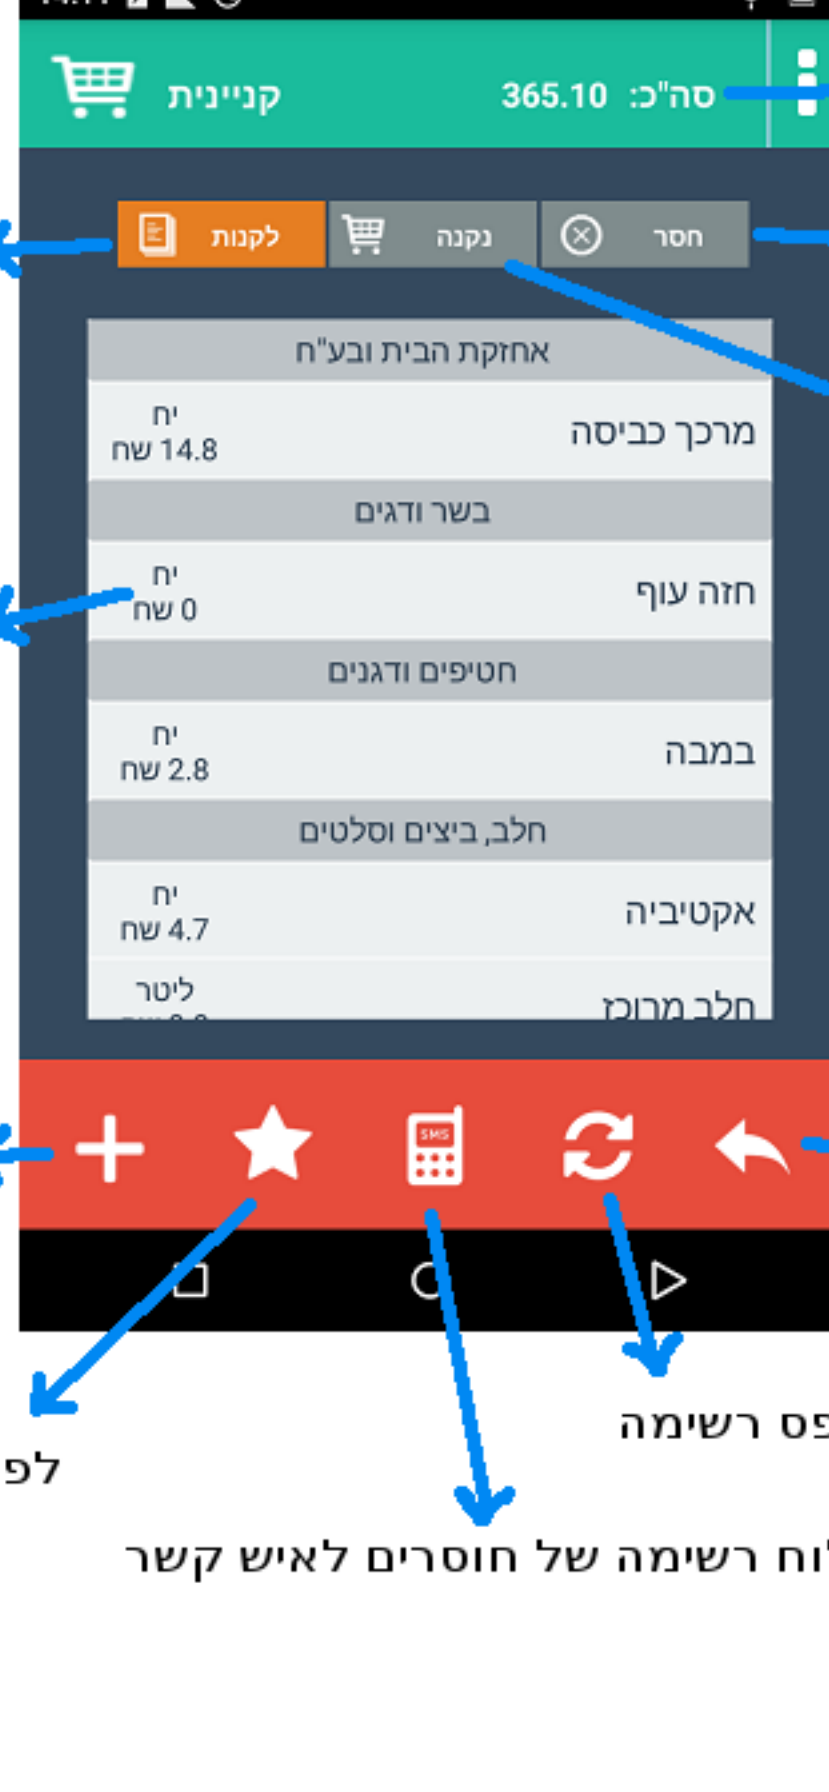 קניינית
סה"כ: 365.10
חסר
נקנה
לקנות
אחזקת הבית ובע"ח
מרכך כביסה
יח
14.8 שח
בשר ודגים
חזה עוף
יח
0 שח
חטיפים ודגנים
במבה
יח
2.8 שח
חלב, ביצים וסלטים
אקטיביה
יח
4.7 שח
חלב מרוכז
ליטר
SMS
רשימה
רשימה של חוסרים לאיש קשר